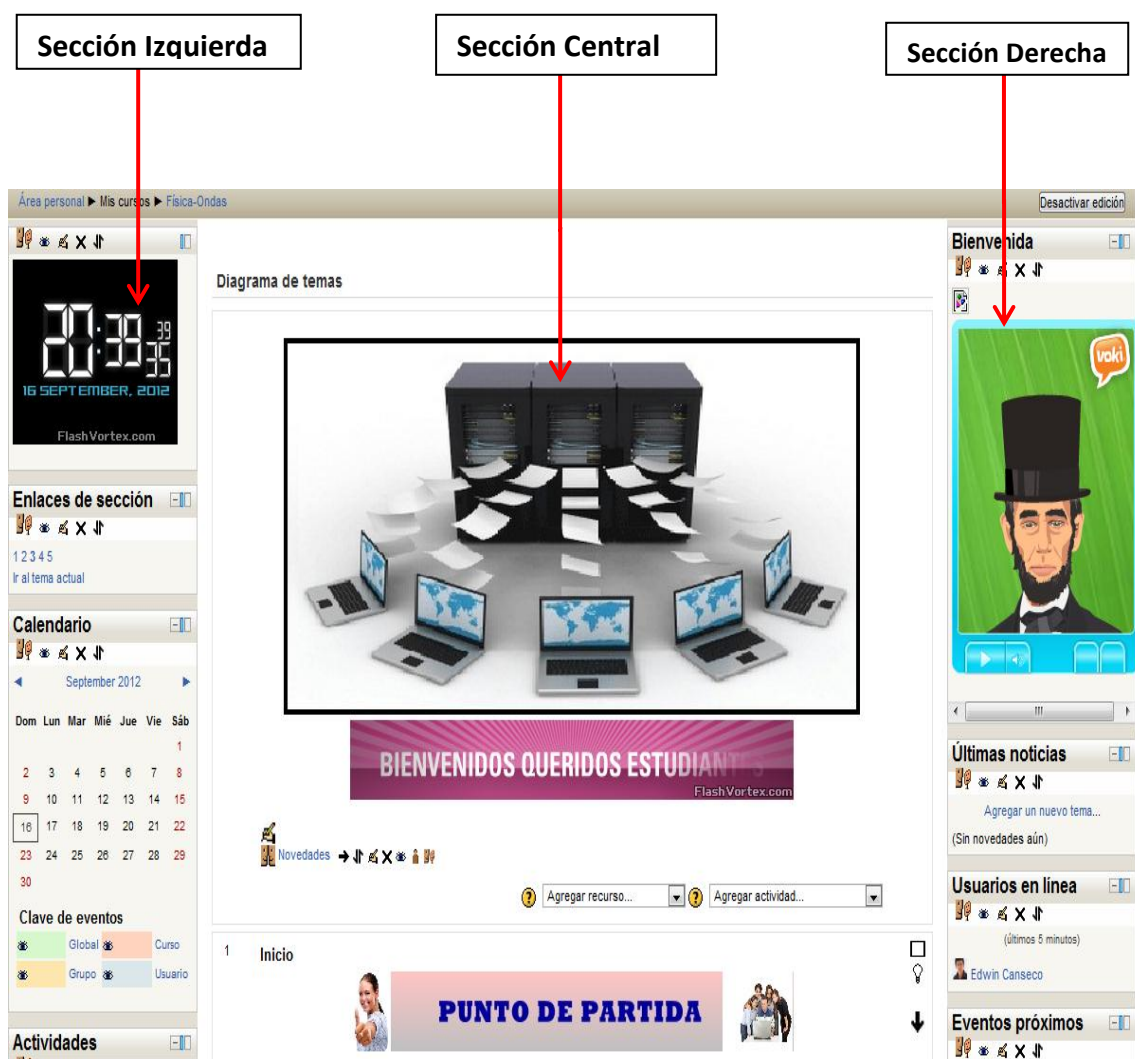 Sección Izquierda
Sección Central
Sección Derecha
Área personal ► Mis cursos ► Física-Ondas
Desactivar edición
20:39 39 35
16 SEPTEMBER, 2012
FlashVortex.com
Enlaces de sección
1 2 3 4 5
Ir al tema actual
Calendario
◄ September 2012 ►
Dom Lun Mar Mié Jue Vie Sáb
1
2 3 4 5 6 7 8
9 10 11 12 13 14 15
16 17 18 19 20 21 22
23 24 25 26 27 28 29
30
Clave de eventos
Global Curso
Grupo Usuario
Actividades
Diagrama de temas
BIENVENIDOS QUERIDOS ESTUDIANTES
FlashVortex.com
Novedades
Agregar recurso... Agregar actividad...
1 Inicio
PUNTO DE PARTIDA
Bienvenida
voki
Últimas noticias
Agregar un nuevo tema...
(Sin novedades aún)
Usuarios en línea
(últimos 5 minutos)
Edwin Canseco
Eventos próximos